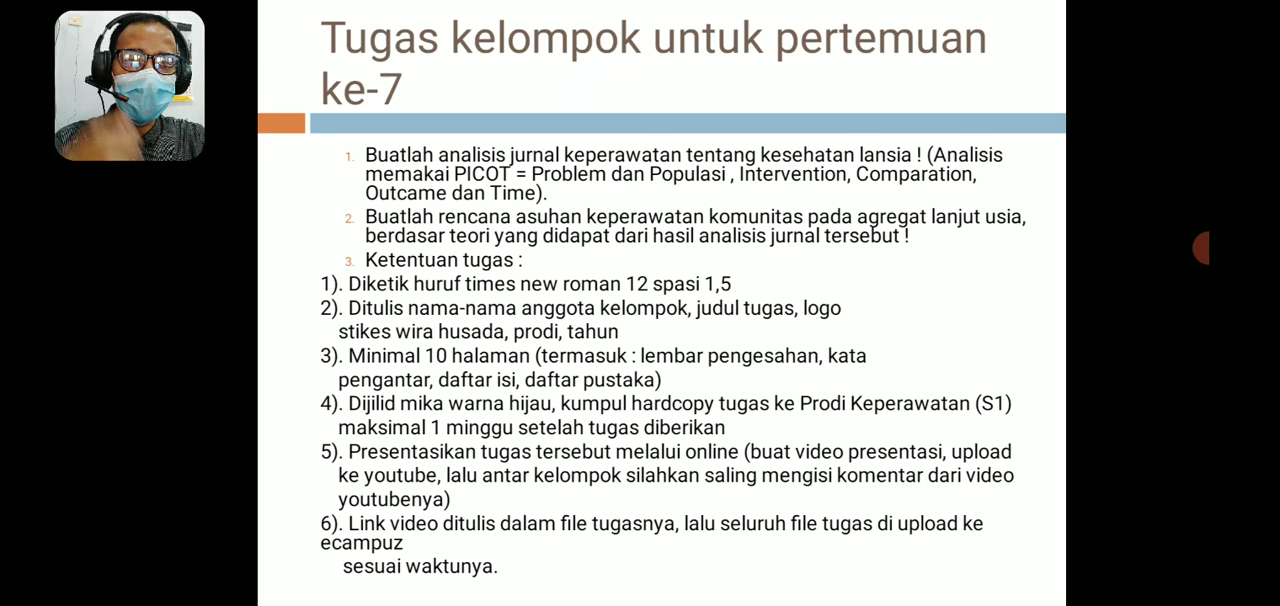 Tugas kelompok untuk pertemuan
ke-7
1. Buatlah analisis jurnal keperawatan tentang kesehatan lansia ! (Analisis
memakai PICOT = Problem dan Populasi , Intervention, Comparation,
Outcame dan Time).
2. Buatlah rencana asuhan keperawatan komunitas pada agregat lanjut usia,
berdasar teori yang didapat dari hasil analisis jurnal tersebut !
3. Ketentuan tugas :
1). Diketik huruf times new roman 12 spasi 1,5
2). Ditulis nama-nama anggota kelompok, judul tugas, logo
stikes wira husada, prodi, tahun
3). Minimal 10 halaman (termasuk : lembar pengesahan, kata
pengantar, daftar isi, daftar pustaka)
4). Dijilid mika warna hijau, kumpul hardcopy tugas ke Prodi Keperawatan (S1)
maksimal 1 minggu setelah tugas diberikan
5). Presentasikan tugas tersebut melalui online (buat video presentasi, upload
ke youtube, lalu antar kelompok silahkan saling mengisi komentar dari video
youtubenya)
6). Link video ditulis dalam file tugasnya, lalu seluruh file tugas di upload ke
ecampuz
sesuai waktunya.